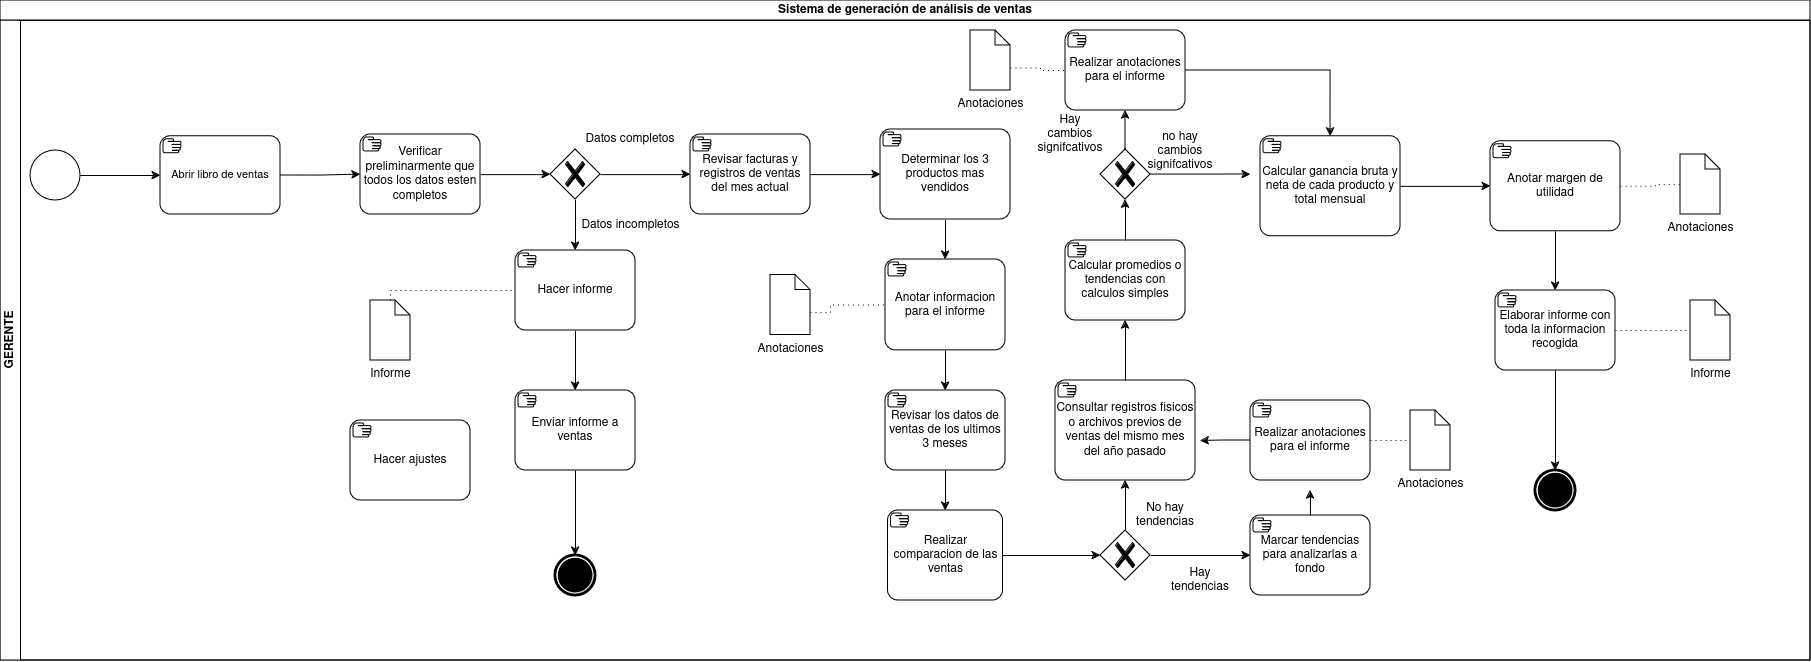 Sistema de generación de análisis de ventas
GERENTE
Abrir libro de ventas
Verificar
preliminarmente que
todos los datos esten
completos
Datos completos
Datos incompletos
Hacer informe
Informe
Enviar informe a
ventas
Hacer ajustes
Revisar facturas y
registros de ventas
del mes actual
Determinar los 3
productos mas
vendidos
Anotar informacion
para el informe
Anotaciones
Revisar los datos de
ventas de los ultimos
3 meses
Realizar
comparacion de las
ventas
No hay
tendencias
Hay
tendencias
Marcar tendencias
para analizarlas a
fondo
Realizar anotaciones
para el informe
Anotaciones
Consultar registros fisicos
o archivos previos de
ventas del mismo mes
del año pasado
Calcular promedios o
tendencias con
calculos simples
Hay
cambios
signifcativos
no hay
cambios
signifcativos
Realizar anotaciones
para el informe
Anotaciones
Calcular ganancia bruta y
neta de cada producto y
total mensual
Anotar margen de
utilidad
Anotaciones
Elaborar informe con
toda la informacion
recogida
Informe